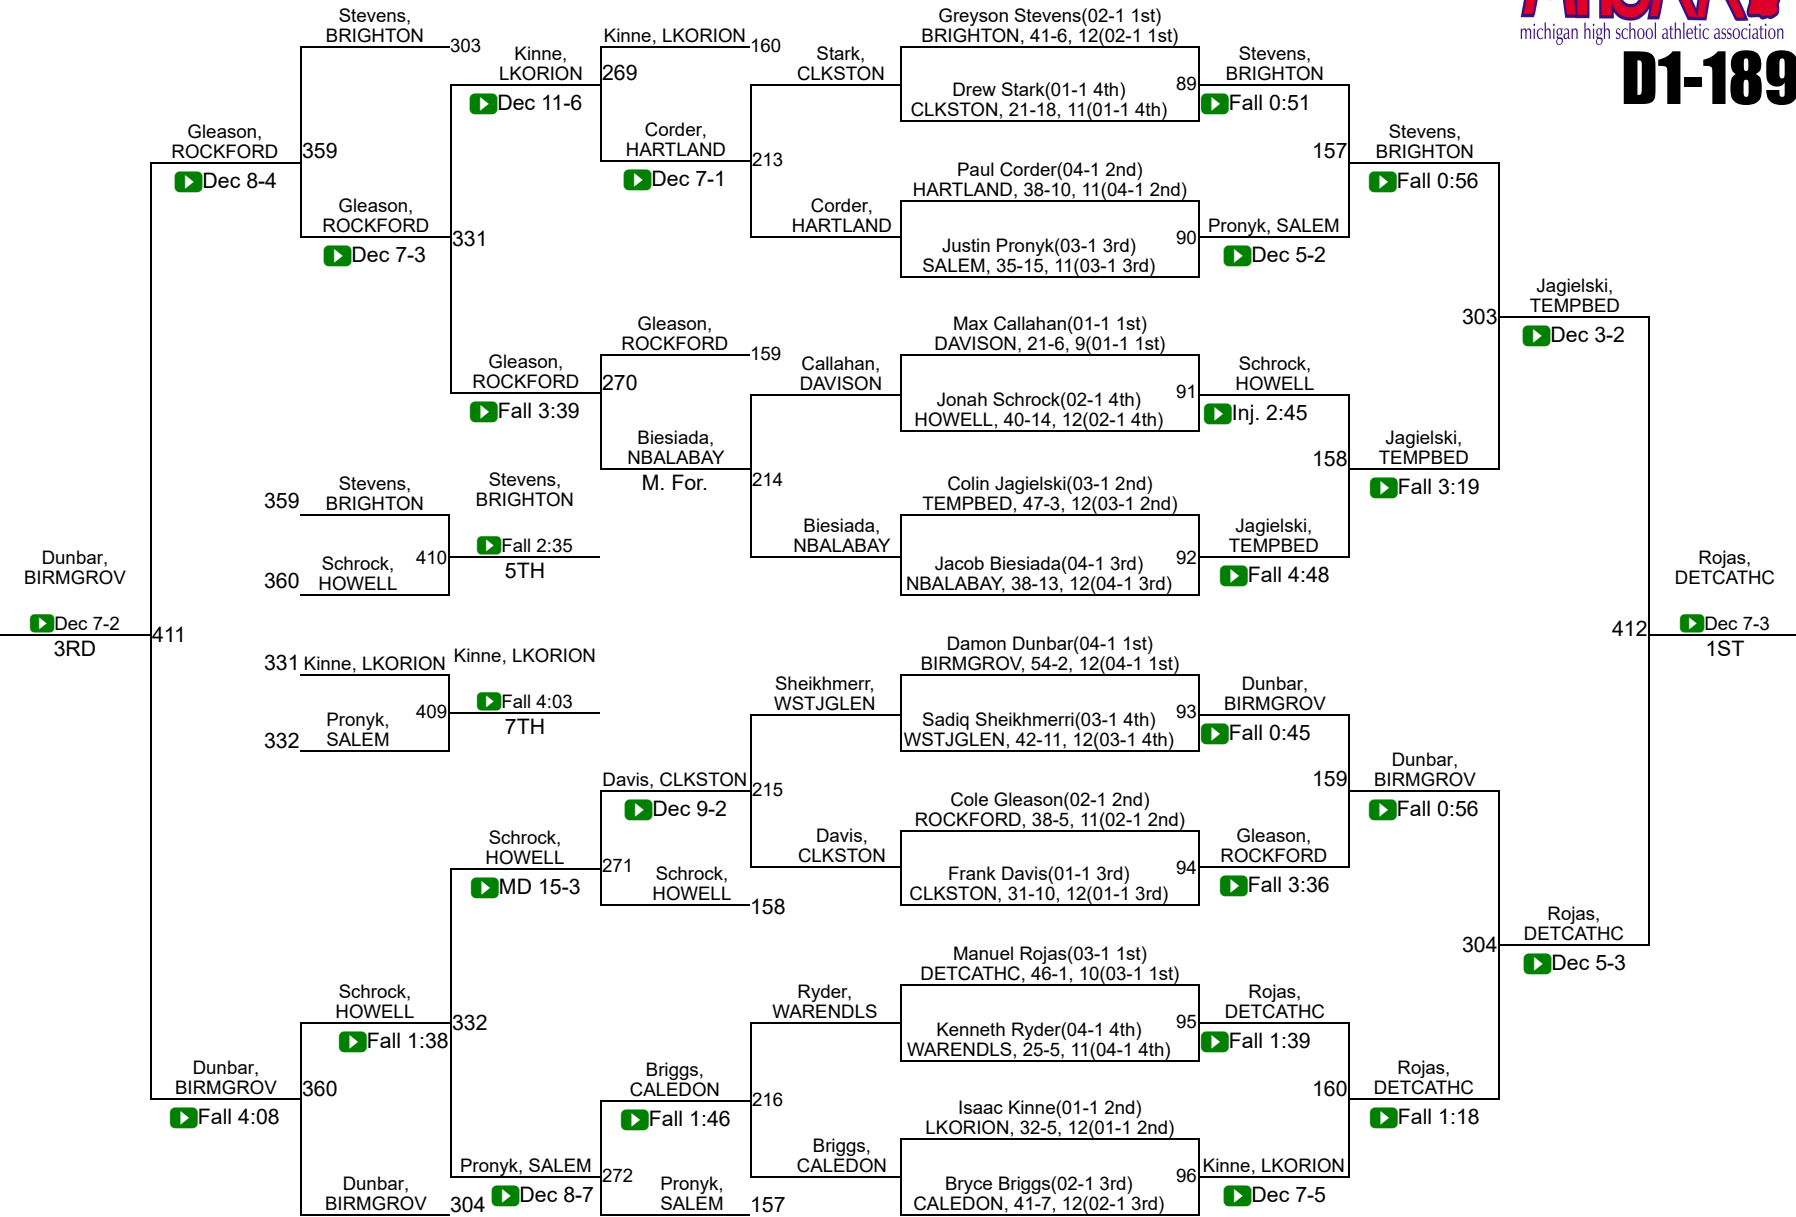 michigan high school athletic association
D1-189
Stevens,
BRIGHTON
303
Gleason,
ROCKFORD
359
Dec 8-4
Gleason,
ROCKFORD
Dec 7-3
Kinne,
LKORION
Dec 11-6
331
Gleason,
ROCKFORD
Fall 3:39
Kinne, LKORION
160
269
Corder,
HARTLAND
Dec 7-1
Gleason,
ROCKFORD
159
270
Biesiada,
NBALABAY
M. For.
Stark,
CLKSTON
213
Corder,
HARTLAND
Callahan,
DAVISON
214
Biesiada,
NBALABAY
Greyson Stevens(02-1 1st)
BRIGHTON, 41-6, 12(02-1 1st)
Drew Stark(01-1 4th)
CLKSTON, 21-18, 11(01-1 4th)
89
Paul Corder(04-1 2nd)
HARTLAND, 38-10, 11(04-1 2nd)
Justin Pronyk(03-1 3rd)
SALEM, 35-15, 11(03-1 3rd)
90
Max Callahan(01-1 1st)
DAVISON, 21-6, 9(01-1 1st)
Jonah Schrock(02-1 4th)
HOWELL, 40-14, 12(02-1 4th)
91
Colin Jagielski(03-1 2nd)
TEMPBED, 47-3, 12(03-1 2nd)
Jacob Biesiada(04-1 3rd)
NBALABAY, 38-13, 12(04-1 3rd)
92
Stevens,
BRIGHTON
Fall 0:51
157
Pronyk, SALEM
Dec 5-2
Schrock,
HOWELL
Inj. 2:45
158
Jagielski,
TEMPBED
Fall 4:48
Stevens,
BRIGHTON
Fall 0:56
303
Jagielski,
TEMPBED
Fall 3:19
Jagielski,
TEMPBED
Dec 3-2
359
Stevens,
BRIGHTON
360
Schrock,
HOWELL
410
Stevens,
BRIGHTON
Fall 2:35
5TH
Dunbar,
BIRMGROV
Dec 7-2
3RD
411
331
Kinne, LKORION
332
Pronyk,
SALEM
409
Kinne, LKORION
Fall 4:03
7TH
412
Rojas,
DETCATHC
Dec 7-3
1ST
Davis, CLKSTON
Dec 9-2
Schrock,
HOWELL
MD 15-3
271
Schrock,
HOWELL
158
Schrock,
HOWELL
Fall 1:38
332
Dunbar,
BIRMGROV
Fall 4:08
360
Dunbar,
BIRMGROV
304
Pronyk, SALEM
Dec 8-7
Briggs,
CALEDON
Fall 1:46
272
Pronyk,
SALEM
157
Sheikhmerr,
WSTJGLEN
215
Davis,
CLKSTON
Ryder,
WARENDLS
216
Briggs,
CALEDON
Damon Dunbar(04-1 1st)
BIRMGROV, 54-2, 12(04-1 1st)
Sadiq Sheikhmerri(03-1 4th)
WSTJGLEN, 42-11, 12(03-1 4th)
93
Cole Gleason(02-1 2nd)
ROCKFORD, 38-5, 11(02-1 2nd)
Frank Davis(01-1 3rd)
CLKSTON, 31-10, 12(01-1 3rd)
94
Manuel Rojas(03-1 1st)
DETCATHC, 46-1, 10(03-1 1st)
Kenneth Ryder(04-1 4th)
WARENDLS, 25-5, 11(04-1 4th)
95
Isaac Kinne(01-1 2nd)
LKORION, 32-5, 12(01-1 2nd)
Bryce Briggs(02-1 3rd)
CALEDON, 41-7, 12(02-1 3rd)
96
Dunbar,
BIRMGROV
Fall 0:45
159
Gleason,
ROCKFORD
Fall 3:36
Rojas,
DETCATHC
Fall 1:39
160
Kinne, LKORION
Dec 7-5
Dunbar,
BIRMGROV
Fall 0:56
304
Rojas,
DETCATHC
Fall 1:18
Rojas,
DETCATHC
Dec 5-3